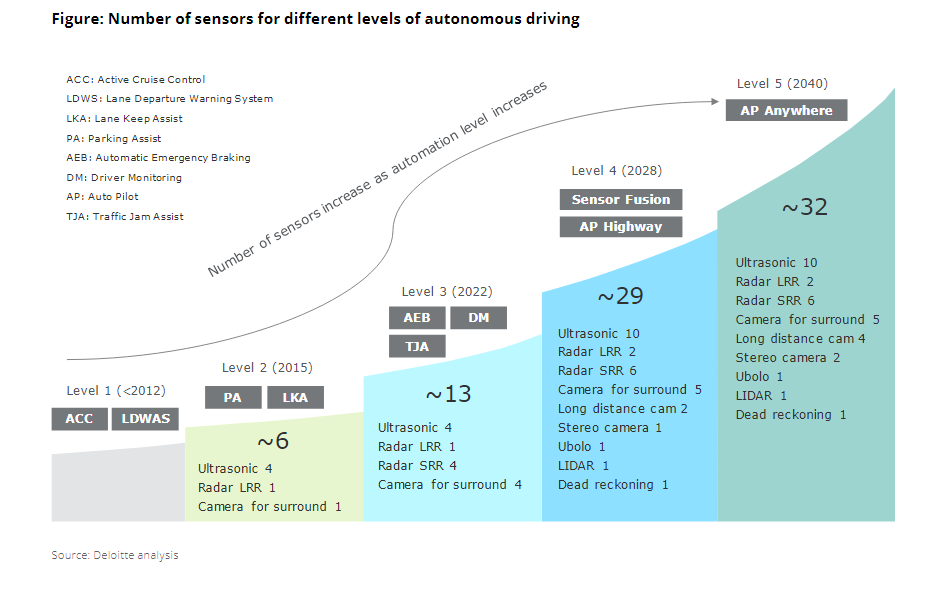 Figure: Number of sensors for different levels of autonomous driving
ACC: Active Cruise Control
LDWS: Lane Departure Warning System
LKA: Lane Keep Assist
PA: Parking Assist
AEB: Automatic Emergency Braking
DM: Driver Monitoring
AP: Auto Pilot
TJA: Traffic Jam Assist
Number of sensors increase as automation level increases
Level 1 (<2012)
ACC
LDWAS
Level 2 (2015)
PA
LKA
~6
Ultrasonic 4
Radar LRR 1
Camera for surround 1
Level 3 (2022)
AEB
DM
TJA
~13
Ultrasonic 4
Radar LRR 1
Radar SRR 4
Camera for surround 4
Level 4 (2028)
Sensor Fusion
AP Highway
~29
Ultrasonic 10
Radar LRR 2
Radar SRR 6
Camera for surround 5
Long distance cam 2
Stereo camera 1
Ubolo 1
LIDAR 1
Dead reckoning 1
Level 5 (2040)
AP Anywhere
~32
Ultrasonic 10
Radar LRR 2
Radar SRR 6
Camera for surround 5
Long distance cam 4
Stereo camera 2
Ubolo 1
LIDAR 1
Dead reckoning 1
Source: Deloitte analysis